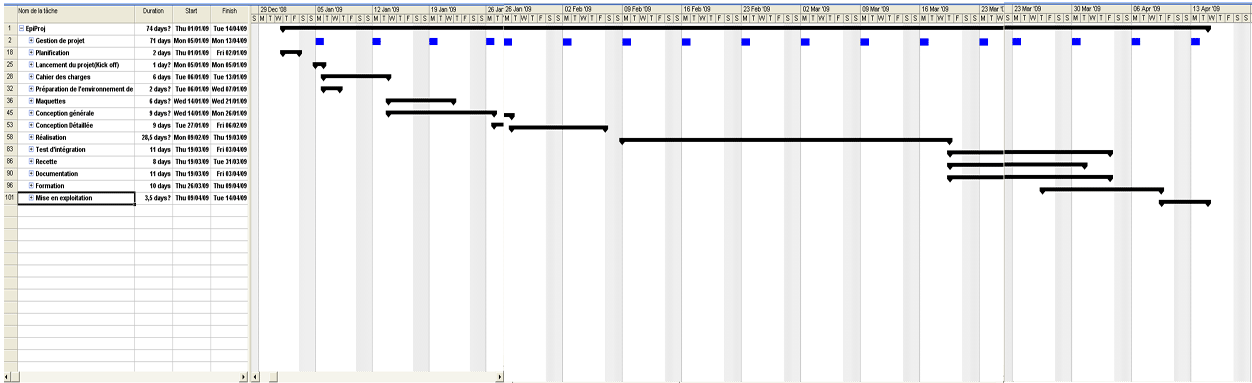 Nom de la tâche Duration Start Finish 29 Dec '08 05 Jan '09 12 Jan '09 19 Jan '09 26 Jar 26 Jan '09 02 Feb '09 09 Feb '09 16 Feb '09 23 Feb '09 02 Mar '09 09 Mar '09 16 Mar '09 23 Mar '( 23 Mar '09 30 Mar '09 06 Apr '09 13 Apr '09
1 EpiProj 74 days? Thu 01/01/09 Tue 14/04/09
2 Gestion de projet 71 days Mon 05/01/09 Mon 13/04/09
18 Planification 2 days Thu 01/01/09 Fri 02/01/09
25 Lancement du projet(Kick off) 1 day? Mon 05/01/09 Mon 05/01/09
28 Cahier des charges 6 days Tue 06/01/09 Tue 13/01/09
32 Préparation de l'environnement de 2 days? Tue 06/01/09 Wed 07/01/09
36 Maquettes 6 days? Wed 14/01/09 Wed 21/01/09
45 Conception générale 9 days? Wed 14/01/09 Mon 26/01/09
53 Conception Détaillée 9 days Tue 27/01/09 Fri 06/02/09
58 Réalisation 28,5 days? Mon 09/02/09 Thu 19/03/09
83 Test d'intégration 11 days Thu 19/03/09 Fri 03/04/09
86 Recette 8 days Thu 19/03/09 Tue 31/03/09
90 Documentation 11 days Thu 19/03/09 Fri 03/04/09
96 Formation 10 days Thu 26/03/09 Thu 09/04/09
101 Mise en exploitation 3,5 days? Thu 09/04/09 Tue 14/04/09